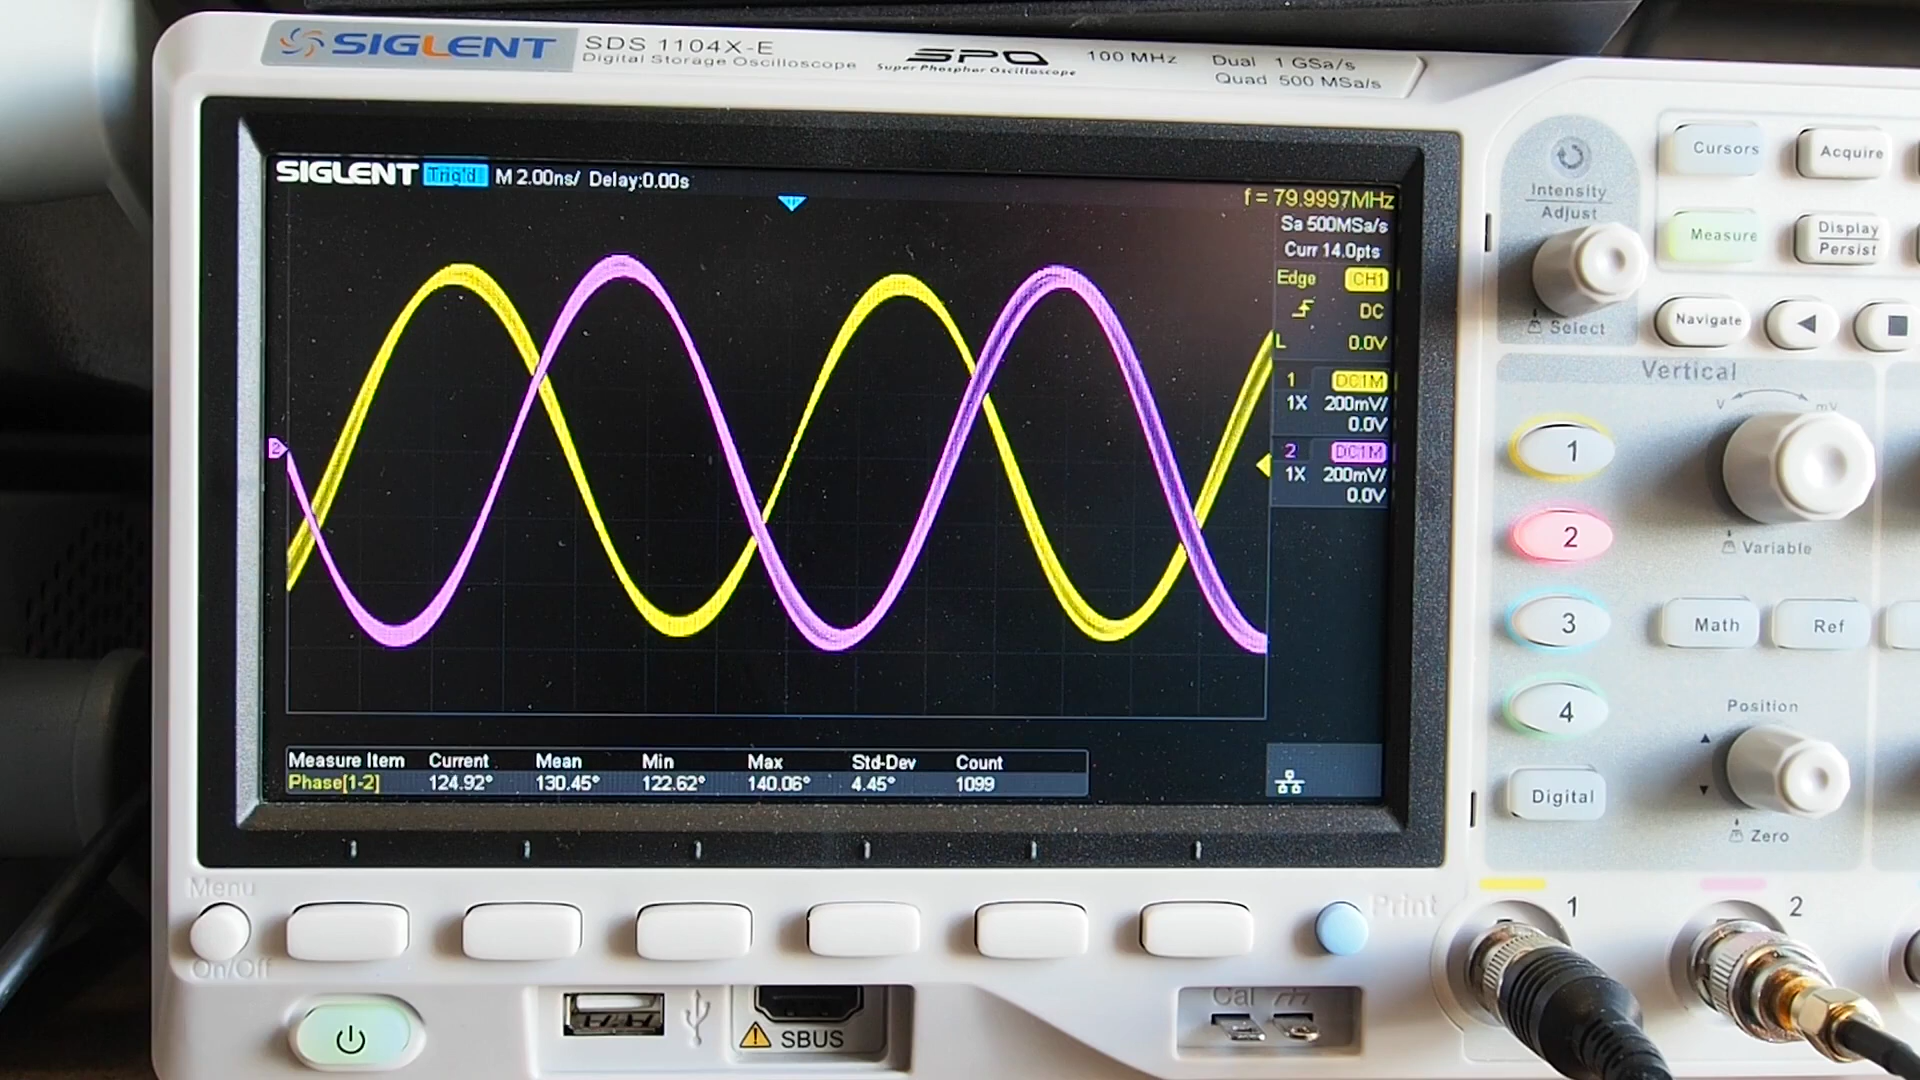 SIGLENT
SDS 1104X-E
Digital Storage Oscilloscope
SPO
Super Phosphor Oscilloscope
100 MHz
Dual 1 GSa/s
Quad 500 MSa/s
SIGLENT Trig'd M 2.00ns/ Delay:0.00s
f = 79.9997MHz
Sa 500MSa/s
Curr 14.0pts
Edge CH1
DC
L 0.0V
1 DC1M
1X 200mV/
0.0V
2 DC1M
1X 200mV/
0.0V
2
Measure Item Current Mean Min Max Std-Dev Count
Phase[1-2] 124.92° 130.45° 122.62° 140.06° 4.45° 1099
Intensity
Adjust
Select
Cursors
Acquire
Measure
Display
Persist
Navigate
Vertical
V mV
1
Variable
2
3
Math
Ref
4
Position
Digital
Zero
Menu
On/Off
Print
1
2
SBUS
Cal